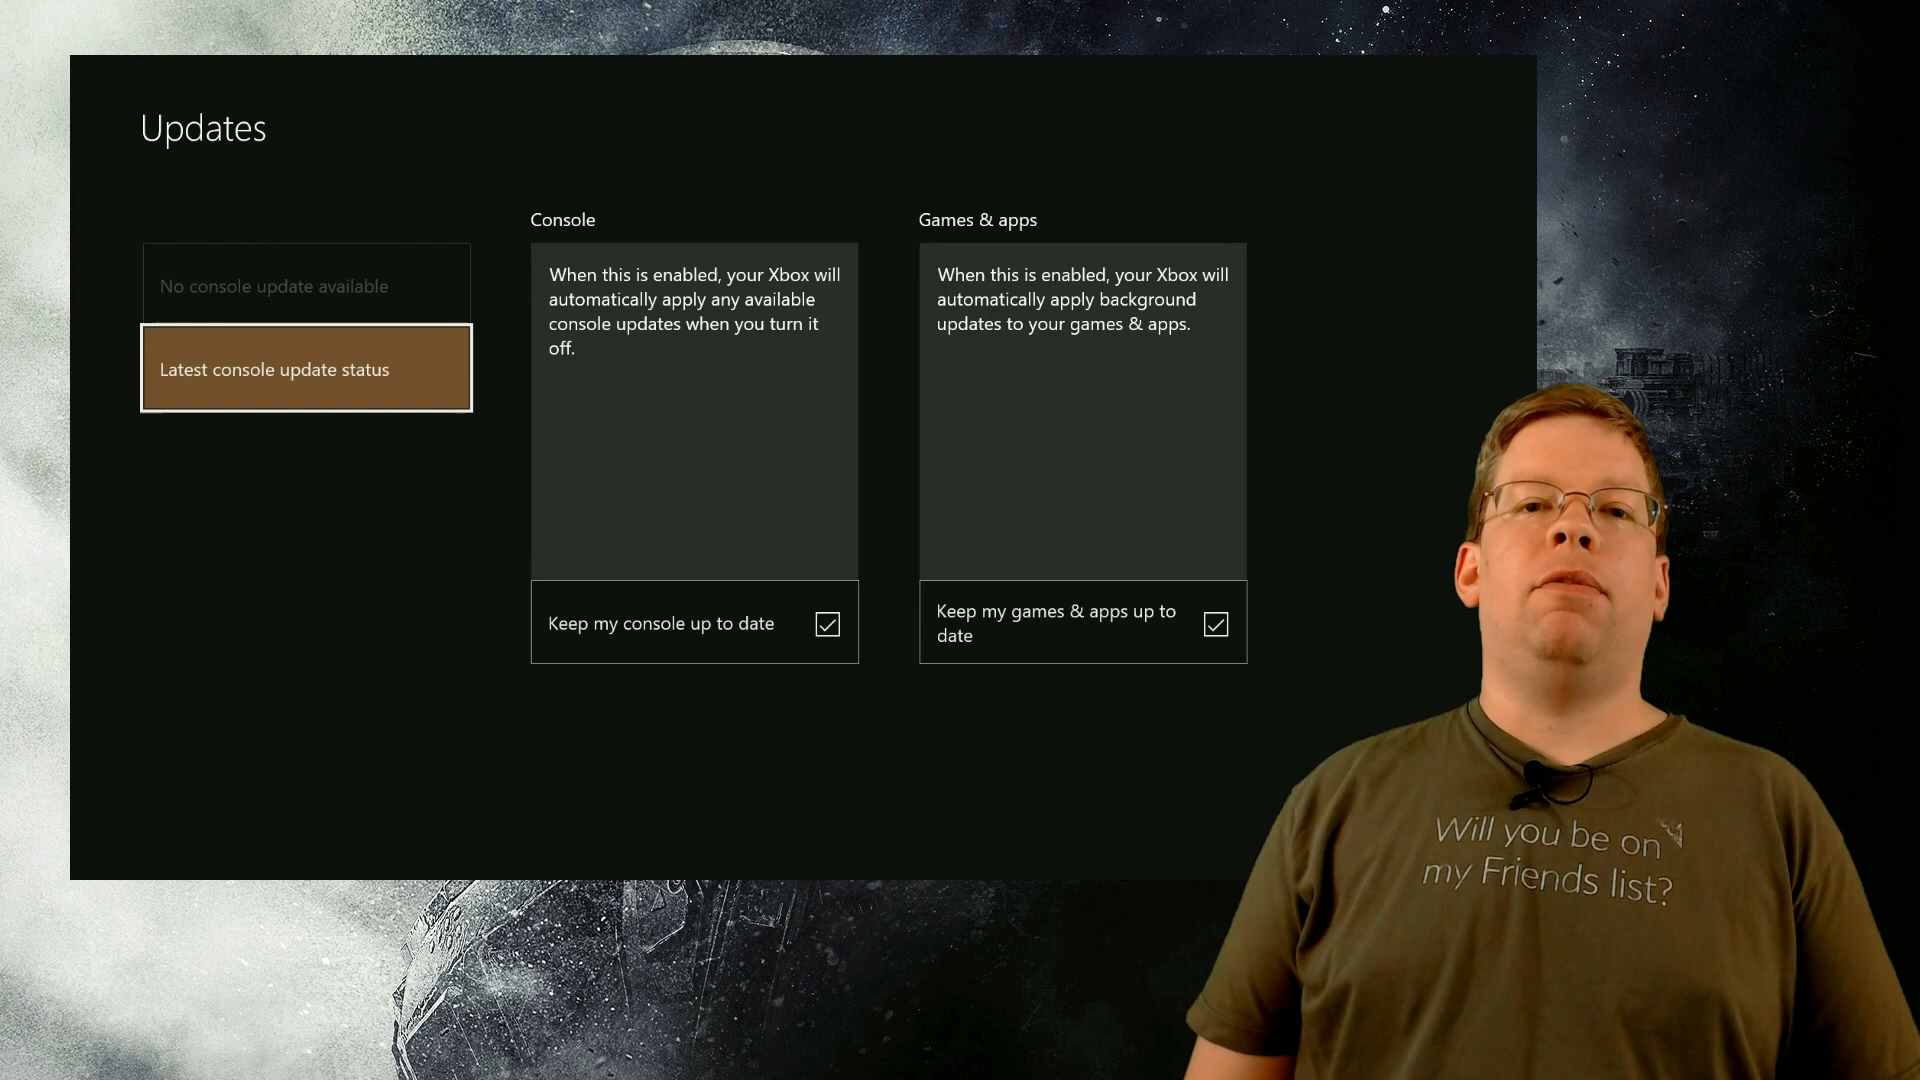 Updates
No console update available
Latest console update status
Console
When this is enabled, your Xbox will
automatically apply any available
console updates when you turn it
off.
Keep my console up to date
Games & apps
When this is enabled, your Xbox will
automatically apply background
updates to your games & apps.
Keep my games & apps up to
date
Will you be on
my Friends list?